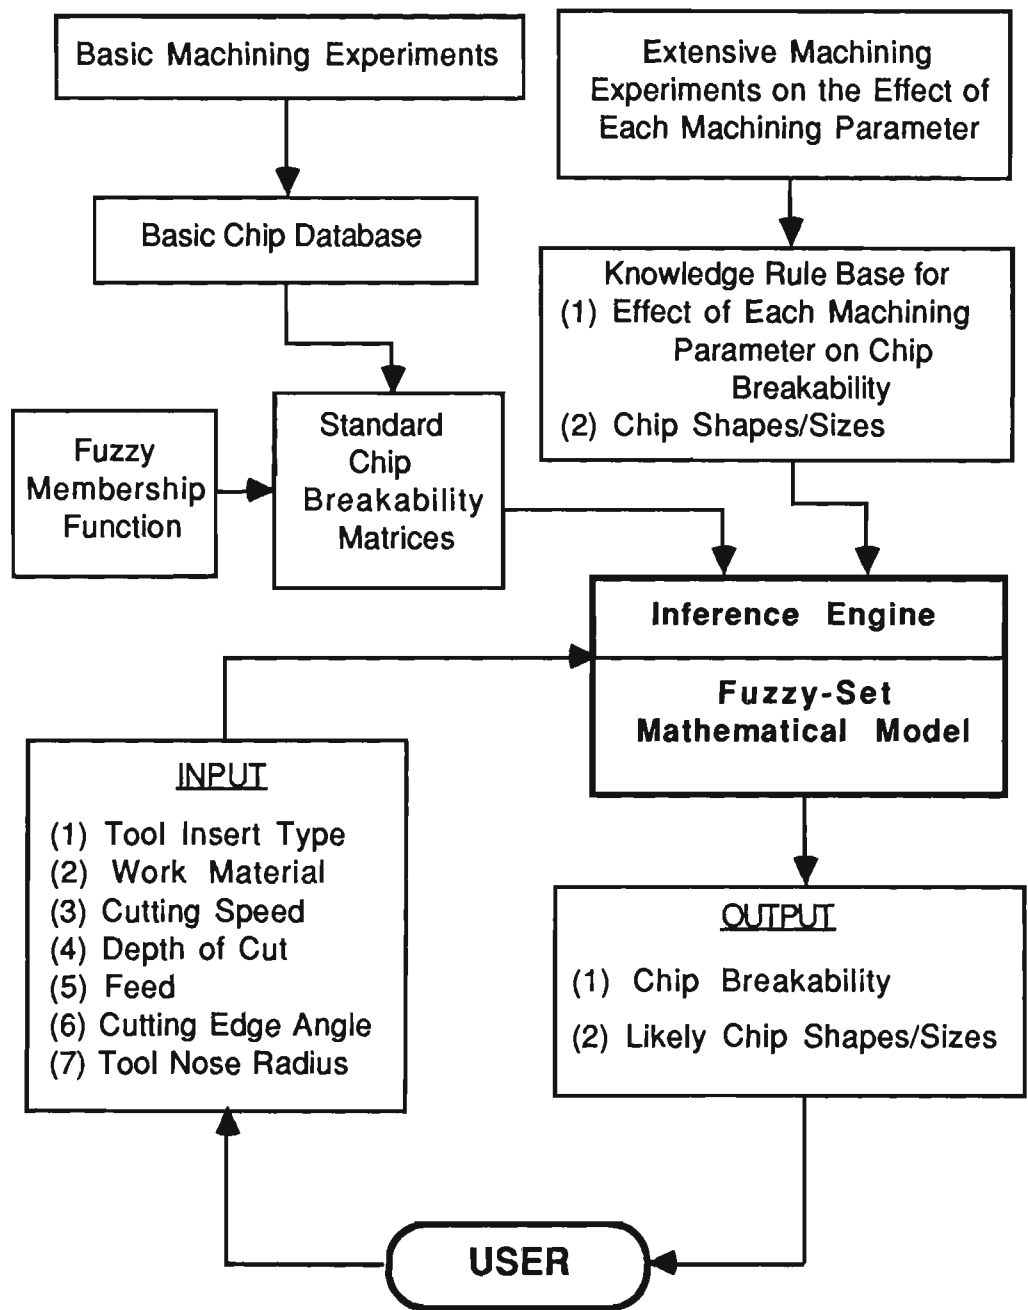 Basic Machining Experiments
Extensive Machining
Experiments on the Effect of
Each Machining Parameter
Basic Chip Database
Knowledge Rule Base for
(1) Effect of Each Machining
Parameter on Chip
Breakability
(2) Chip Shapes/Sizes
Fuzzy
Membership
Function
Standard
Chip
Breakability
Matrices
Inference Engine
Fuzzy-Set
Mathematical Model
INPUT
(1) Tool Insert Type
(2) Work Material
(3) Cutting Speed
(4) Depth of Cut
(5) Feed
(6) Cutting Edge Angle
(7) Tool Nose Radius
OUTPUT
(1) Chip Breakability
(2) Likely Chip Shapes/Sizes
USER